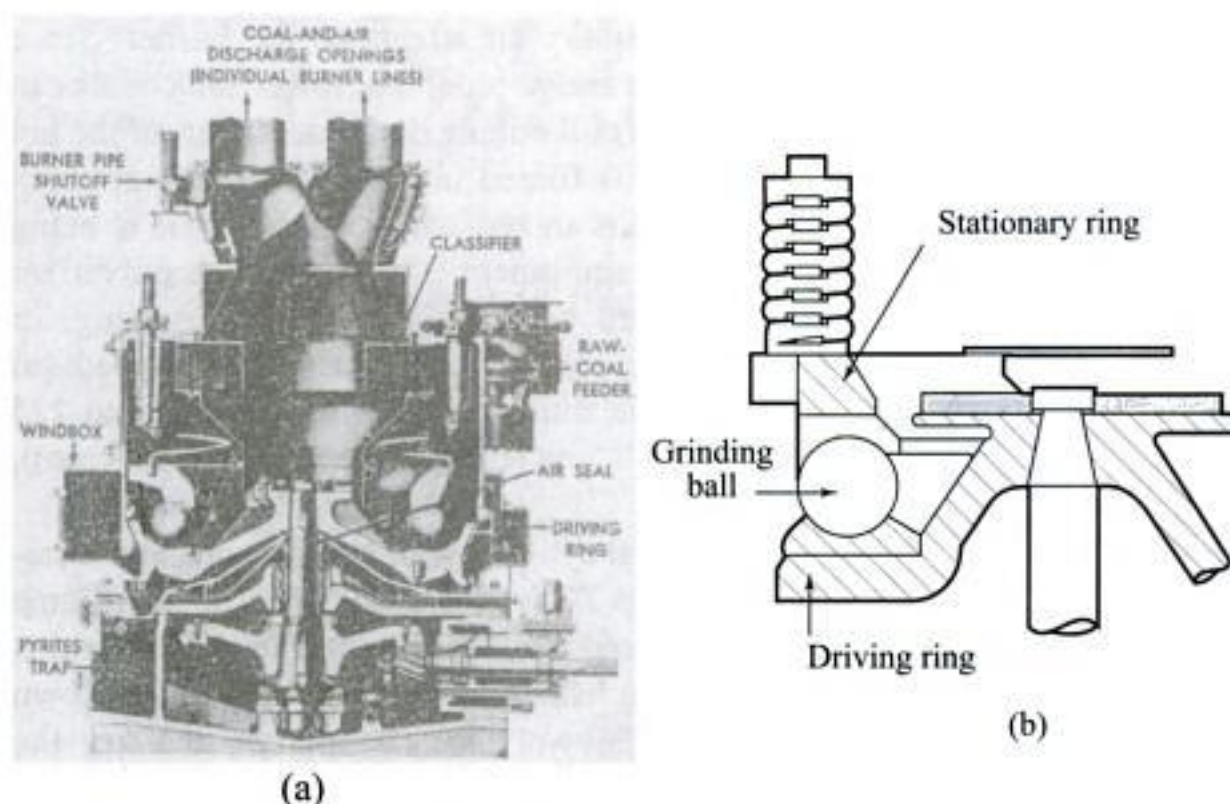 COAL-AND-AIR
DISCHARGE OPENINGS
(INDIVIDUAL BURNER LINES)
BURNER PIPE
SHUTOFF
VALVE
CLASSIFIER
RAW-
COAL
FEEDER
WINDBOX
AIR SEAL
DRIVING
RING
PYRITES
TRAP
(a)
Stationary ring
Grinding
ball
Driving ring
(b)